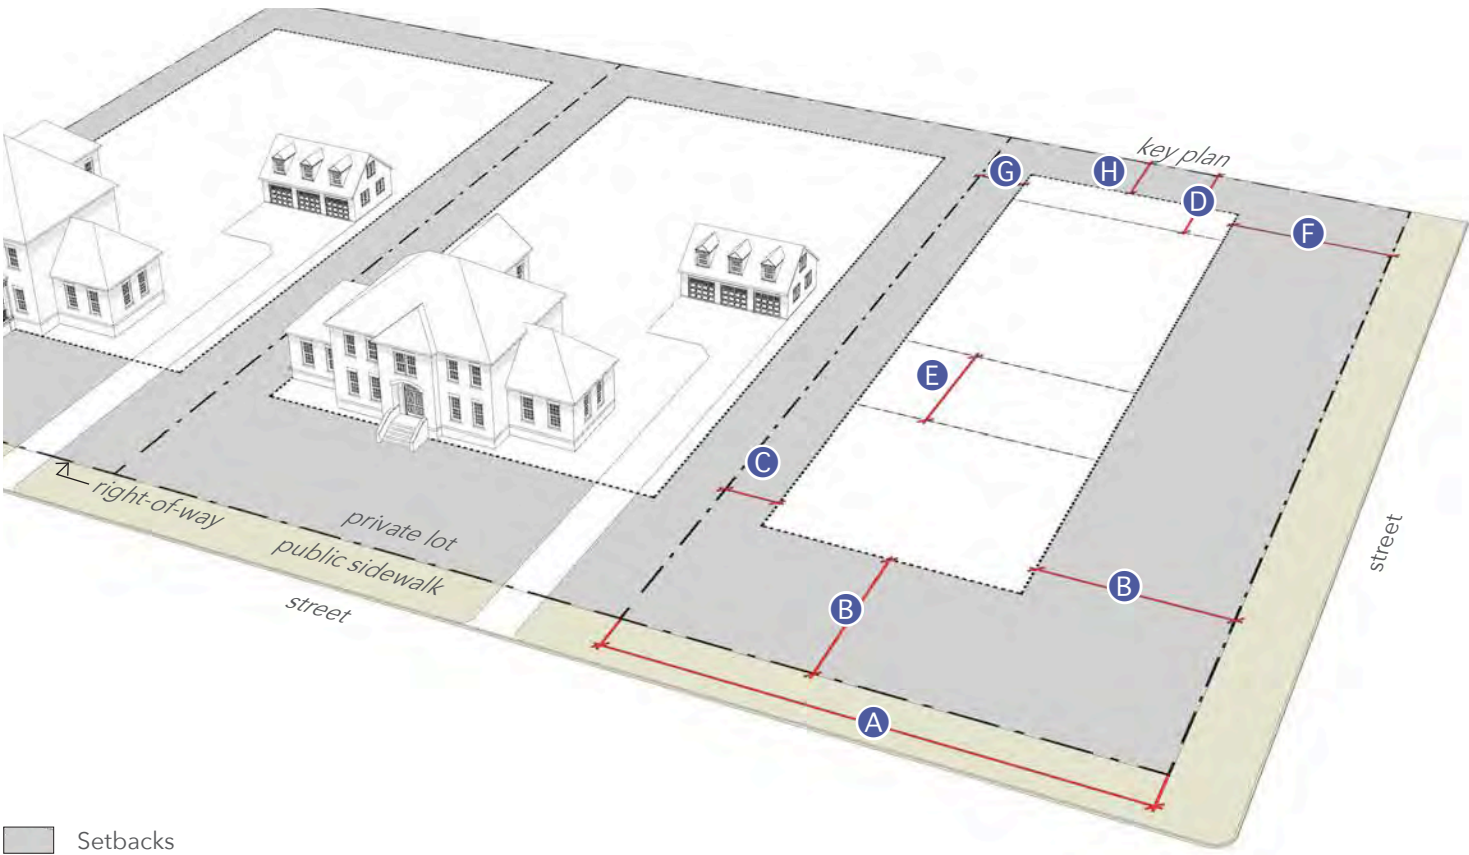 key plan
G
H
D
F
E
C
right-of-way
private lot
public sidewalk
street
street
B
B
A
Setbacks